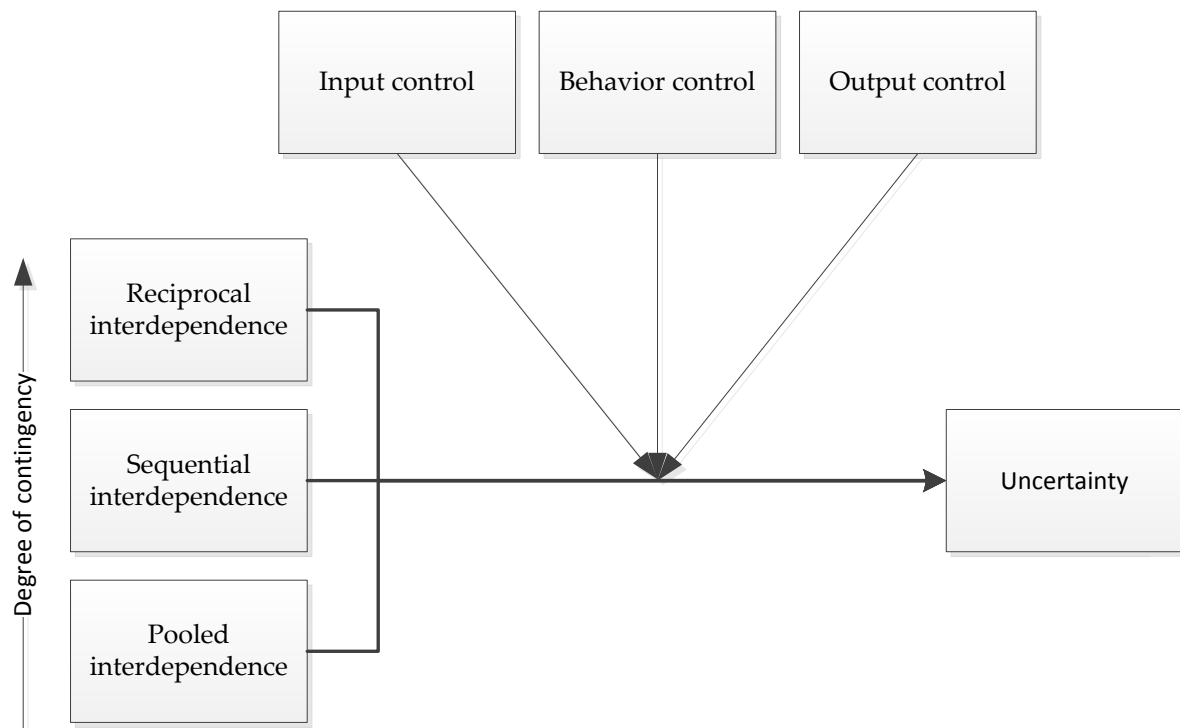 Input control
Behavior control
Output control
Reciprocal
interdependence
Degree of contingency
Sequential
interdependence
Uncertainty
Pooled
interdependence